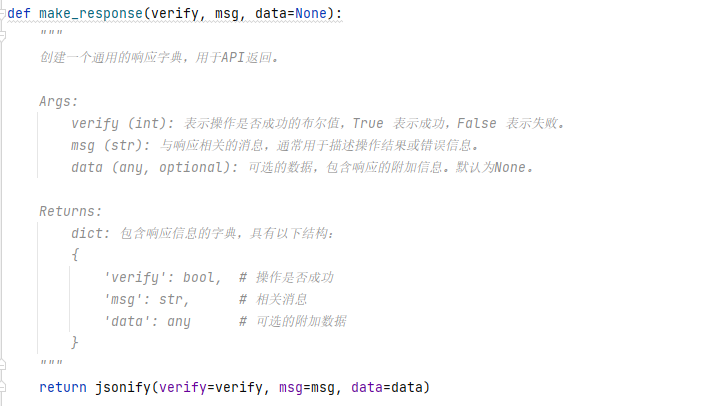 def make_response(verify, msg, data=None):
"""
创建一个通用的响应字典，用于API返回。
Args:
verify (int): 表示操作是否成功的布尔值，True 表示成功，False 表示失败。
msg (str): 与响应相关的消息，通常用于描述操作结果或错误信息。
data (any, optional): 可选的数据，包含响应的附加信息。默认为None。
Returns:
dict: 包含响应信息的字典，具有以下结构：
{
'verify': bool,  # 操作是否成功
'msg': str,      # 相关消息
'data': any      # 可选的附加数据
}
"""
return jsonify(verify=verify, msg=msg, data=data)